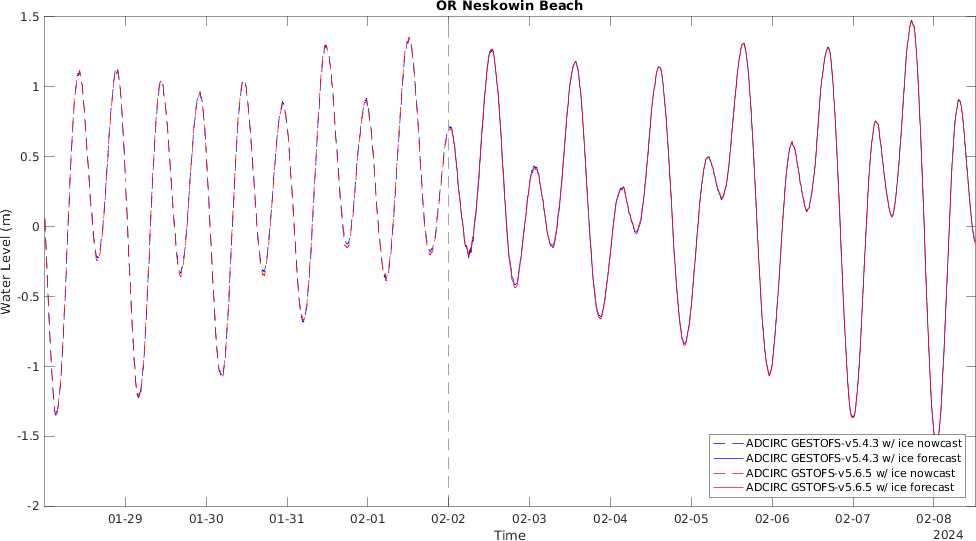 OR Neskowin Beach
1.5
1
0.5
0
-0.5
-1
-1.5
-2
Water Level (m)
01-29 01-30 01-31 02-01 02-02 02-03 02-04 02-05 02-06 02-07 02-08
Time
2024
ADCIRC GESTOFS-v5.4.3 w/ ice nowcast
ADCIRC GESTOFS-v5.4.3 w/ ice forecast
ADCIRC GSTOFS-v5.6.5 w/ ice nowcast
ADCIRC GSTOFS-v5.6.5 w/ ice forecast